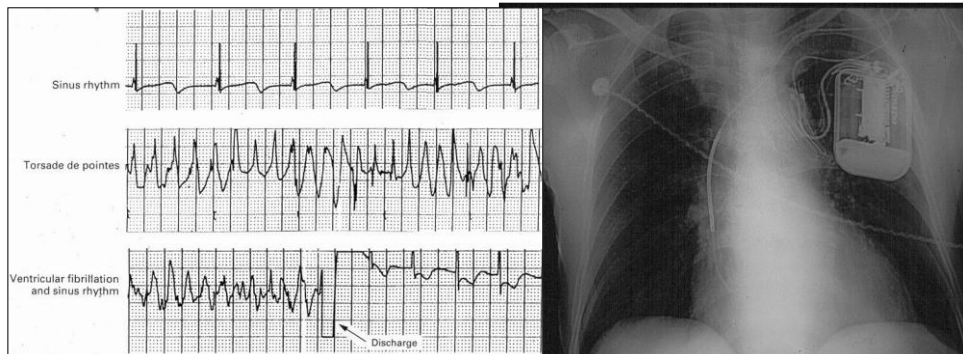 Sinus rhythm
Torsade de pointes
Ventricular fibrillation
and sinus rhythm
Discharge